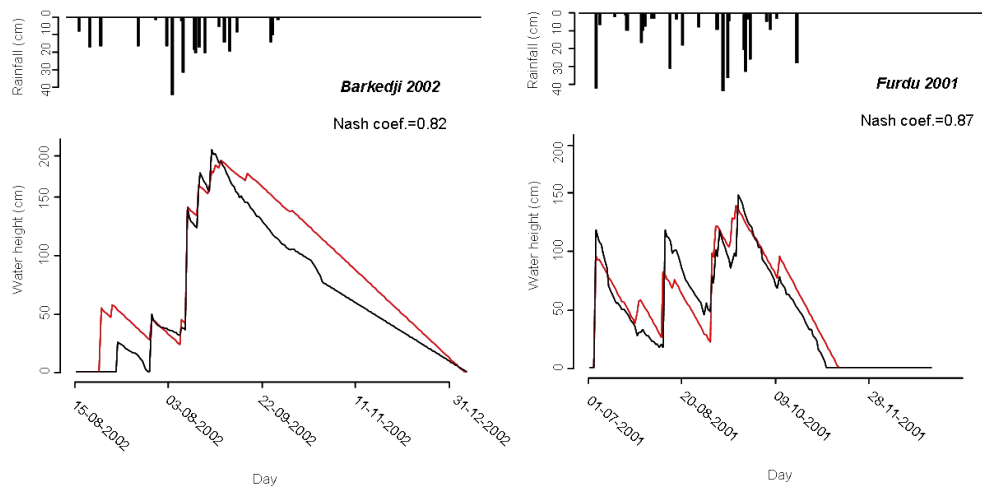 Rainfall (cm)
0
10
20
30
40
Barkedji 2002
Nash coef.=0.82
Water height (cm)
200
150
100
50
0
15-08-2002
03-08-2002
22-09-2002
11-11-2002
31-12-2002
Day
Rainfall (cm)
0
10
20
30
40
Furdu 2001
Nash coef.=0.87
Water height (cm)
200
150
100
50
0
01-07-2001
20-08-2001
09-10-2001
28-11-2001
Day